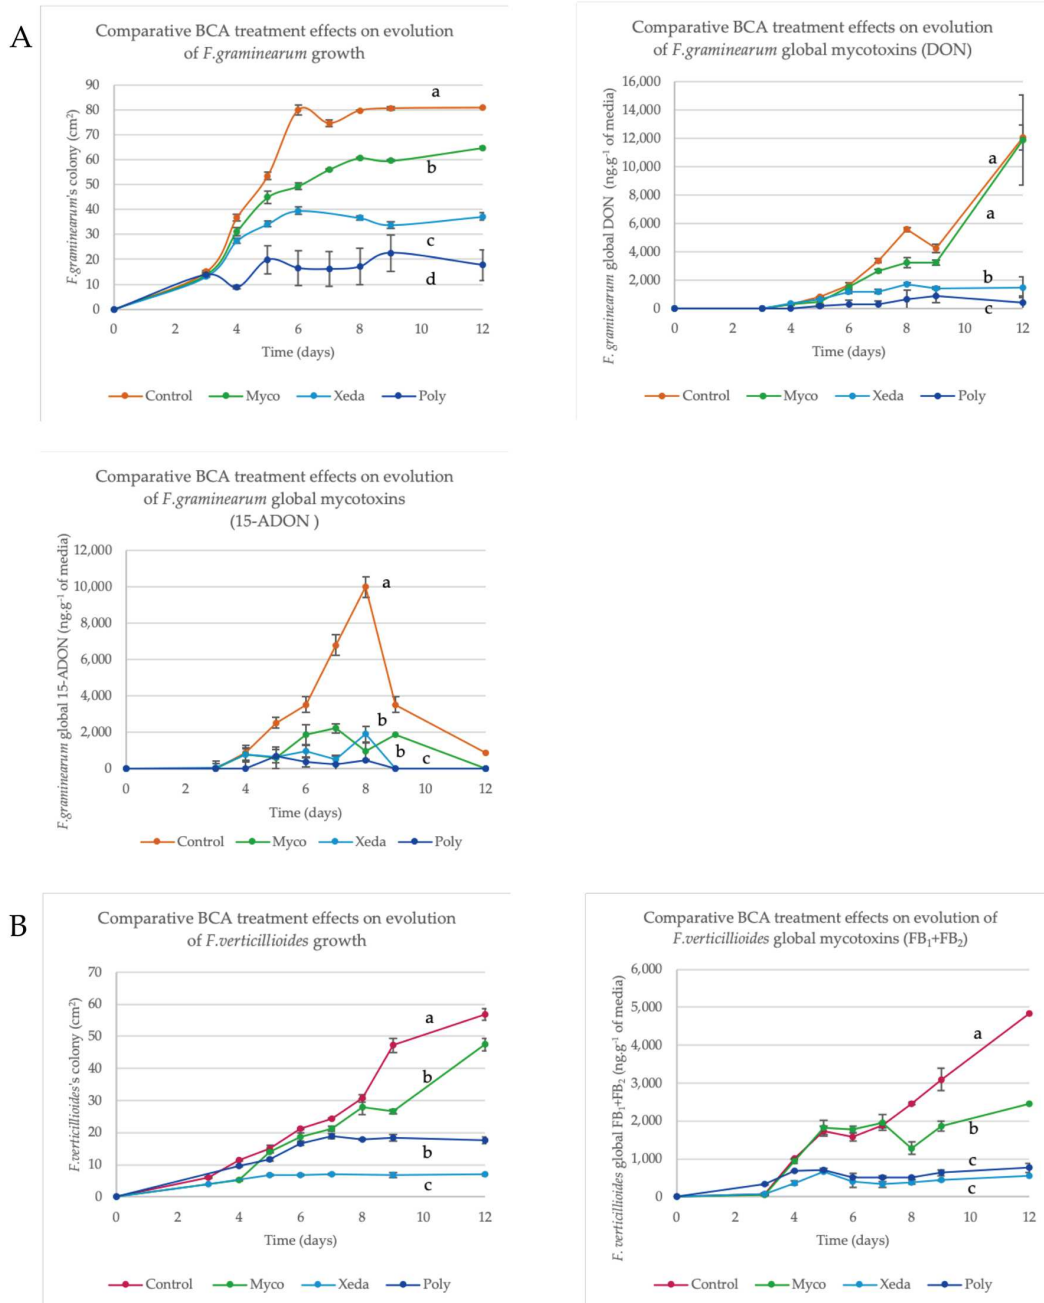 A
Comparative BCA treatment effects on evolution
of F.graminearum growth
F.graminearum's colony (cm²)
90
80
70
60
50
40
30
20
10
0
a
b
c
d
0 2 4 6 8 10 12
Time (days)
Control Myco Xeda Poly
Comparative BCA treatment effects on evolution
of F.graminearum global mycotoxins (DON)
F. graminearum global DON (ng.g⁻¹ of media)
16,000
14,000
12,000
10,000
8,000
6,000
4,000
2,000
0
a
a
b
c
0 2 4 6 8 10 12
Time (days)
Control Myco Xeda Poly
Comparative BCA treatment effects on evolution
of F.graminearum global mycotoxins
(15-ADON )
F.graminearum global 15-ADON (ng.g⁻¹ of media)
12,000
10,000
8,000
6,000
4,000
2,000
0
a
b
b
c
0 2 4 6 8 10 12
Time (days)
Control Myco Xeda Poly
B
Comparative BCA treatment effects on evolution
of F.verticillioides growth
F.verticillioides's colony (cm²)
70
60
50
40
30
20
10
0
a
b
b
c
0 2 4 6 8 10 12
Time (days)
Control Myco Xeda Poly
Comparative BCA treatment effects on evolution of
F.verticillioides global mycotoxins (FB₁+FB₂)
F. verticillioides global FB₁+FB₂ (ng.g⁻¹ of media)
6,000
5,000
4,000
3,000
2,000
1,000
0
a
b
c
c
0 2 4 6 8 10 12
Time (days)
Control Myco Xeda Poly